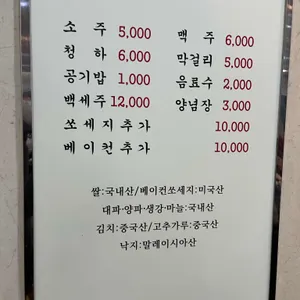 소 주 5,000 맥 주 6,000
청 하 6,000 막걸리 5,000
공기밥 1,000 음료수 2,000
백세주 12,000 양념장 3,000
쏘세지추가 10,000
베이컨추가 10,000
쌀:국내산/베이컨쏘세지:미국산
대파·양파·생강·마늘:국내산
김치:중국산/고추가루:중국산
낙지:말레이시아산